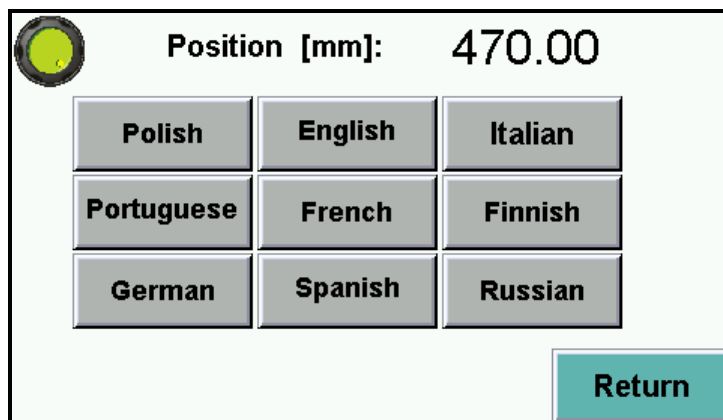 Position [mm]: 470.00
Polish English Italian
Portuguese French Finnish
German Spanish Russian
Return